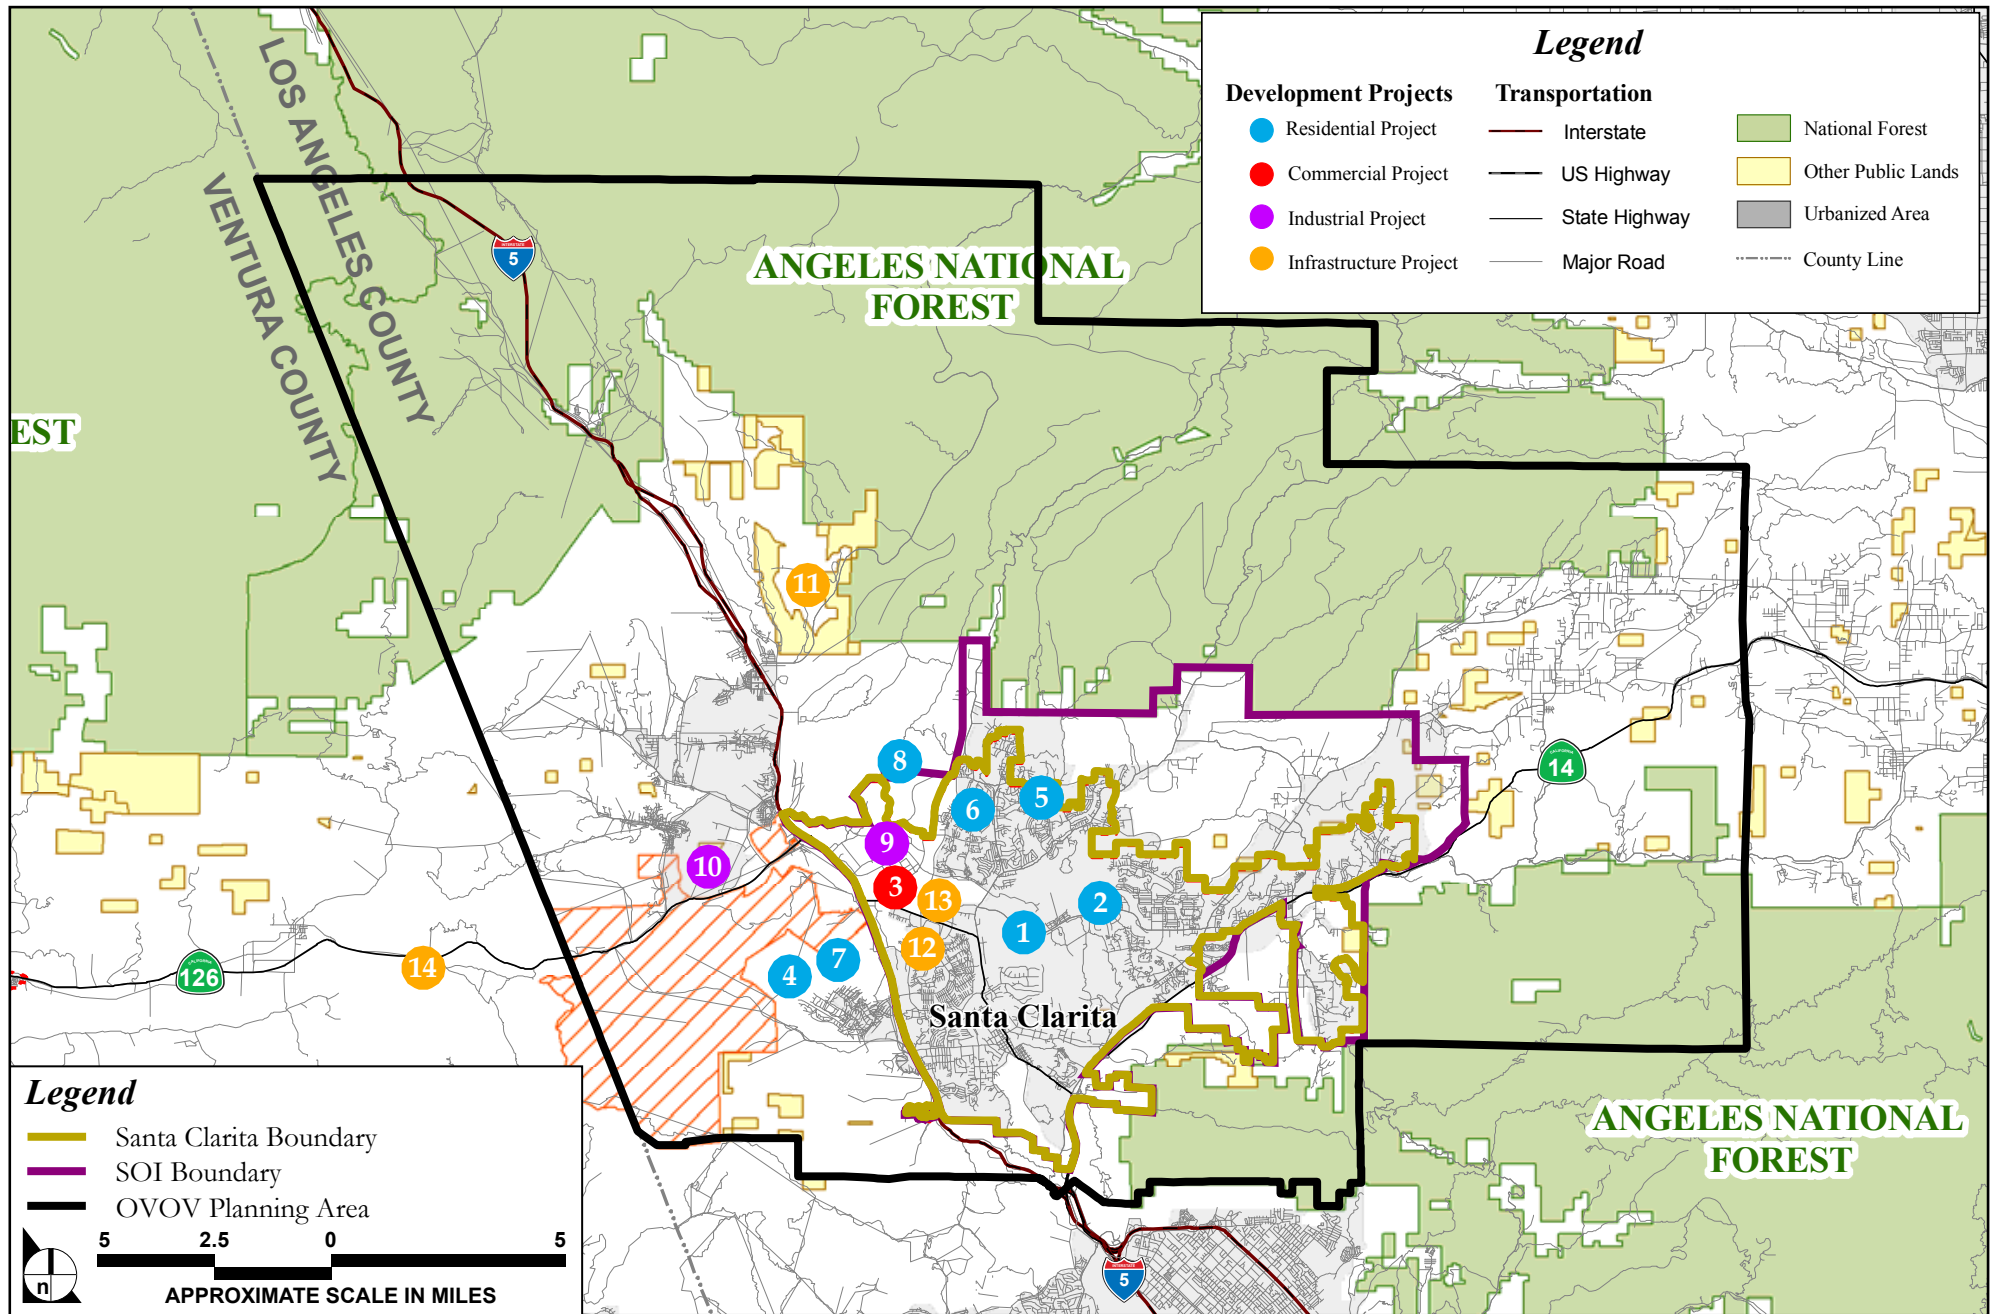 Legend
Development Projects
Residential Project
Commercial Project
Industrial Project
Infrastructure Project
Transportation
Interstate
US Highway
State Highway
Major Road
National Forest
Other Public Lands
Urbanized Area
County Line
LOS ANGELES COUNTY
VENTURA COUNTY
INTERSTATE
5
ANGELES NATIONAL
FOREST
EST
11
8
5
6
CALIFORNIA
14
9
10
3
13
2
1
12
7
4
14
CALIFORNIA
126
Santa Clarita
ANGELES NATIONAL
FOREST
INTERSTATE
5
Legend
Santa Clarita Boundary
SOI Boundary
OVOV Planning Area
n
5 2.5 0 5
APPROXIMATE SCALE IN MILES